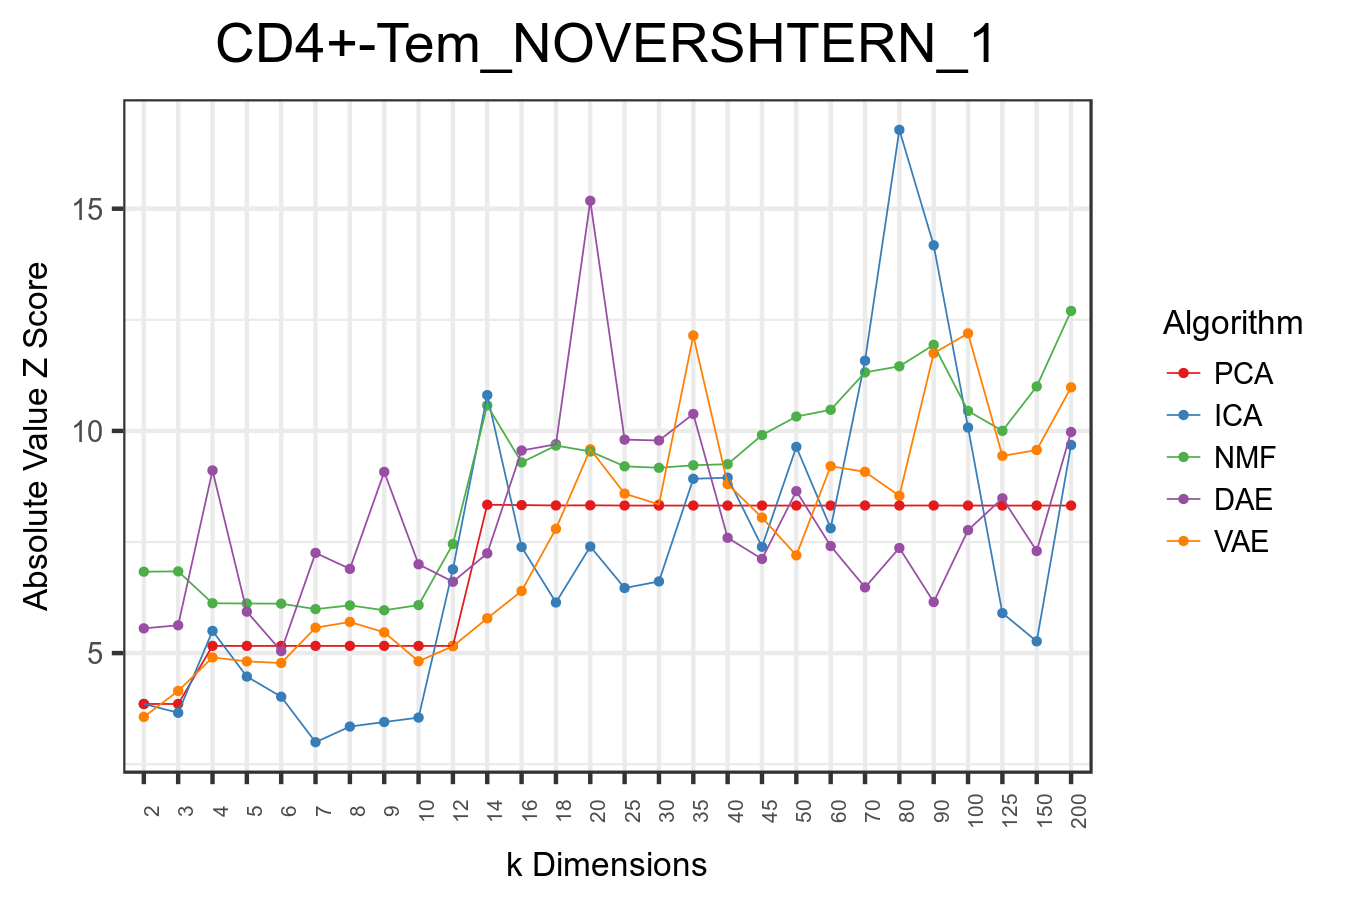 CD4+-Tem_NOVERSHTERN_1
Absolute Value Z Score
15
10
5
2 3 4 5 6 7 8 9 10 12 14 16 18 20 25 30 35 40 45 50 60 70 80 90 100 125 150 200
k Dimensions
Algorithm
PCA
ICA
NMF
DAE
VAE